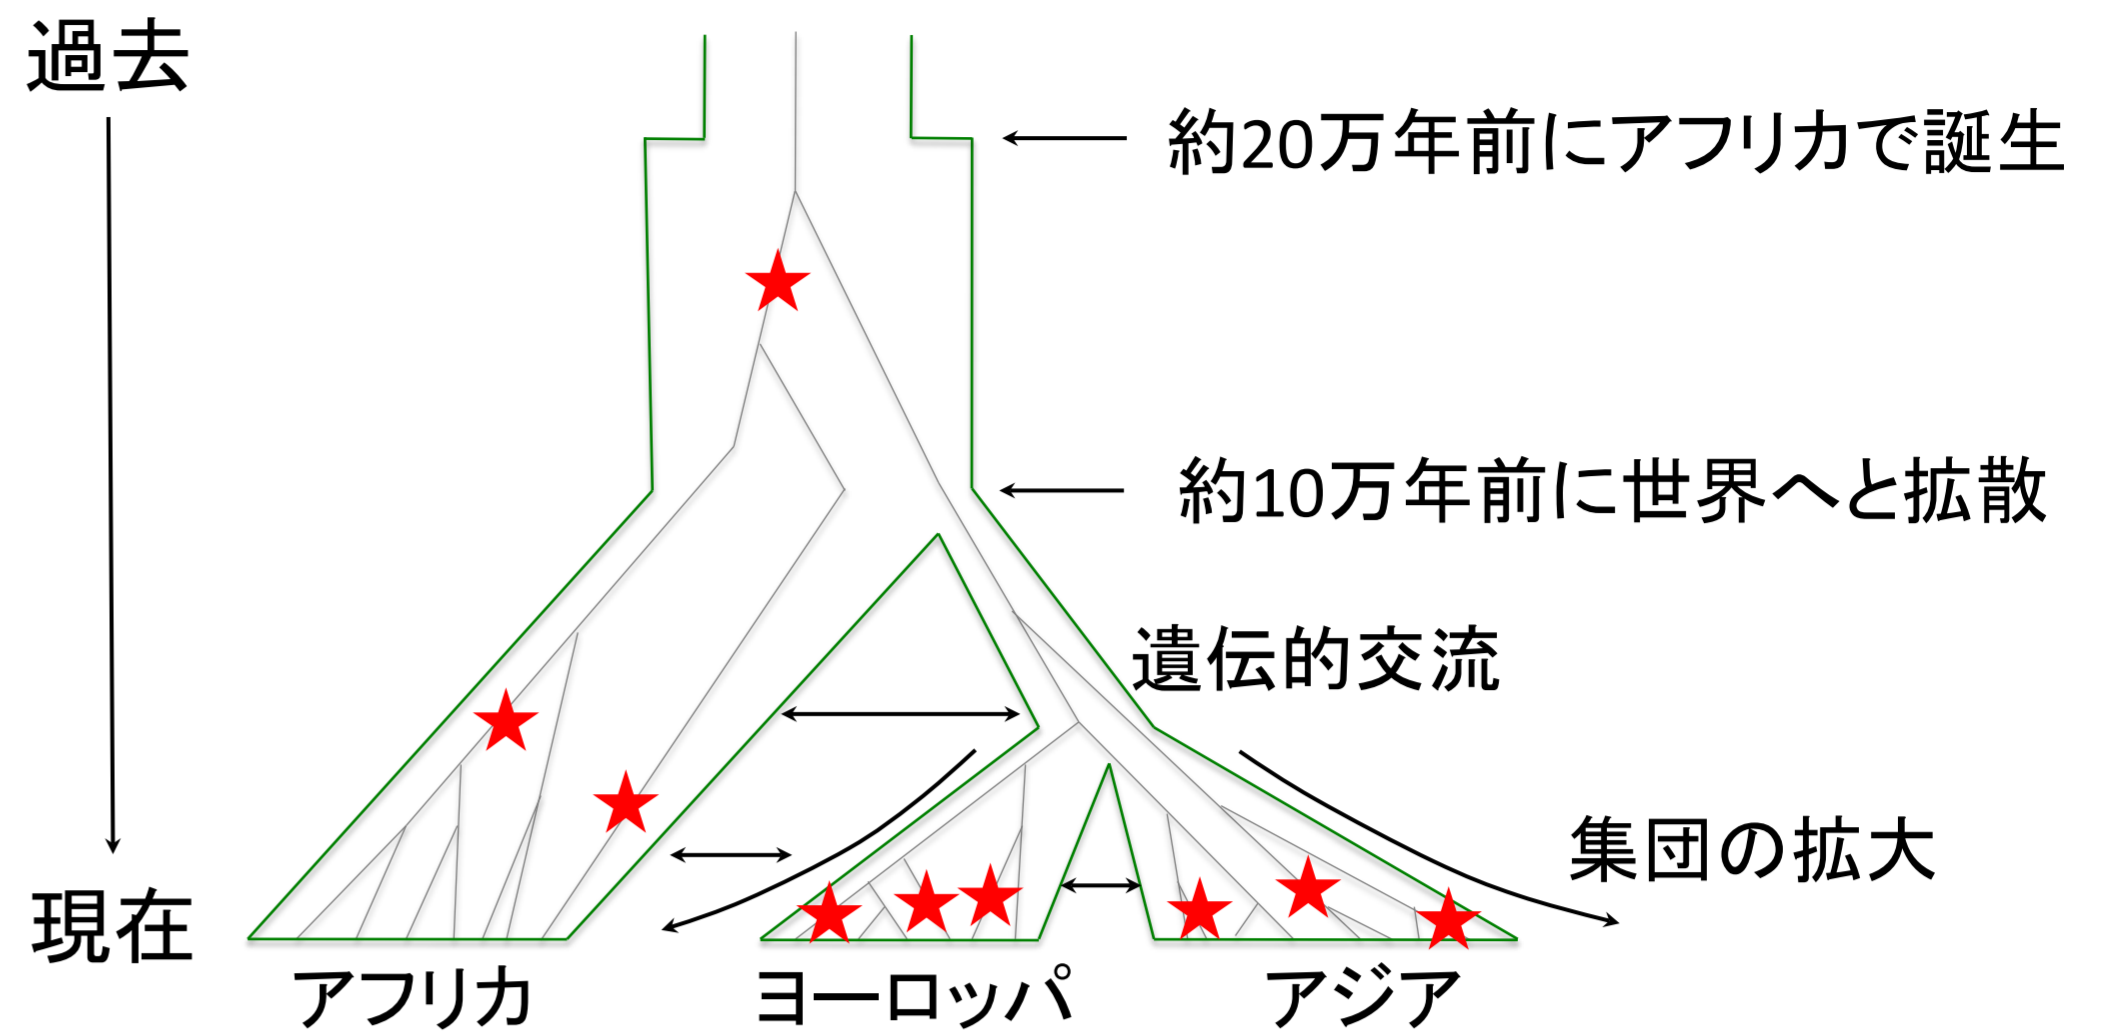 過去
約20万年前にアフリカで誕生
約10万年前に世界へと拡散
遺伝的交流
集団の拡大
現在
アフリカ
ヨーロッパ
アジア